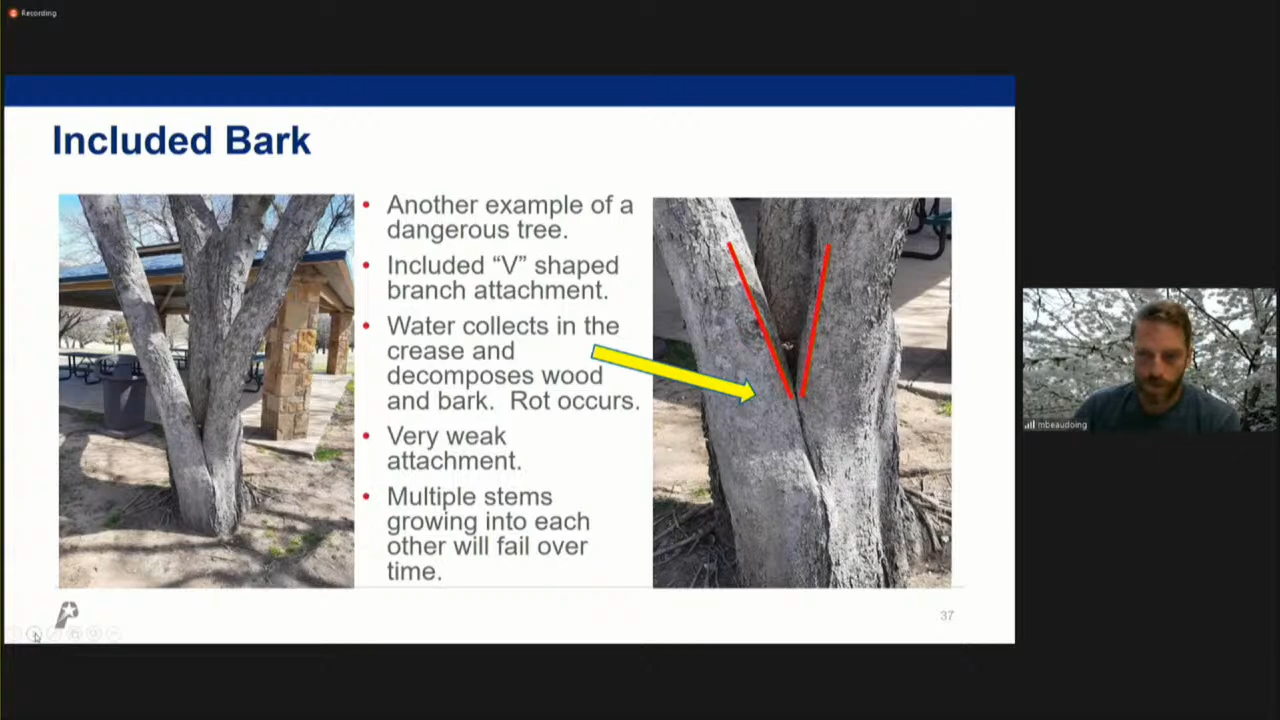 Recording
Included Bark
• Another example of a
dangerous tree.
• Included “V” shaped
branch attachment.
• Water collects in the
crease and
decomposes wood
and bark.  Rot occurs.
• Very weak
attachment.
• Multiple stems
growing into each
other will fail over
time.
37
mbeaudoing